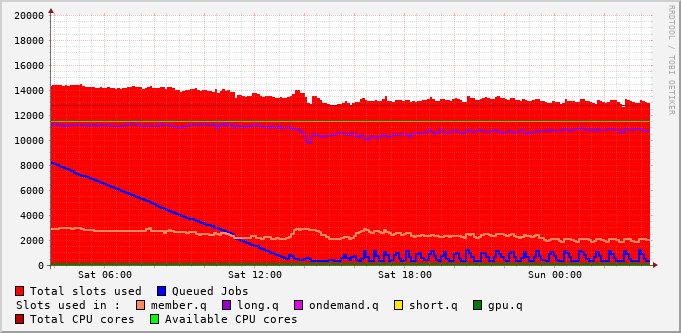 RRDTOOL / TOBI OETIKER
20000
18000
16000
14000
12000
10000
8000
6000
4000
2000
0
Sat 06:00 Sat 12:00 Sat 18:00 Sun 00:00
Total slots used Queued Jobs
Slots used in : member.q long.q ondemand.q short.q gpu.q
Total CPU cores Available CPU cores